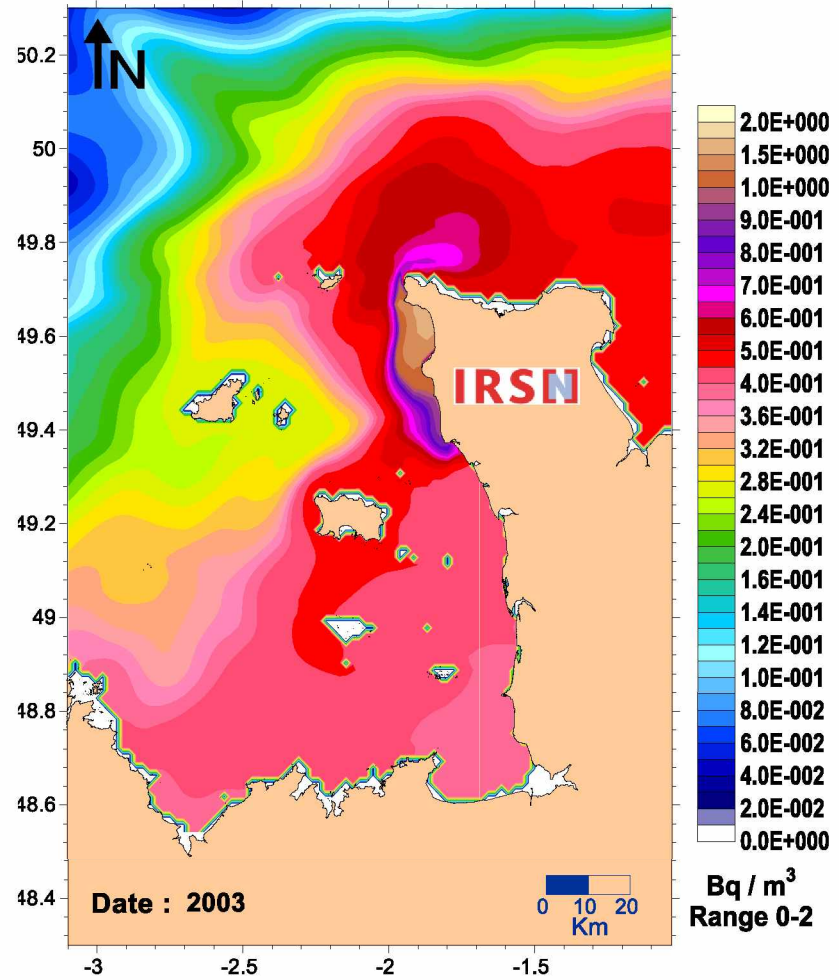 N
50.2
50
49.8
49.6
49.4
49.2
49
48.8
48.6
48.4
-3
-2.5
-2
-1.5
IRSN
Date : 2003
0 10 20
Km
2.0E+000
1.5E+000
1.0E+000
9.0E-001
8.0E-001
7.0E-001
6.0E-001
5.0E-001
4.0E-001
3.6E-001
3.2E-001
2.8E-001
2.4E-001
2.0E-001
1.6E-001
1.4E-001
1.2E-001
1.0E-001
8.0E-002
6.0E-002
4.0E-002
2.0E-002
0.0E+000
Bq / m³
Range 0-2